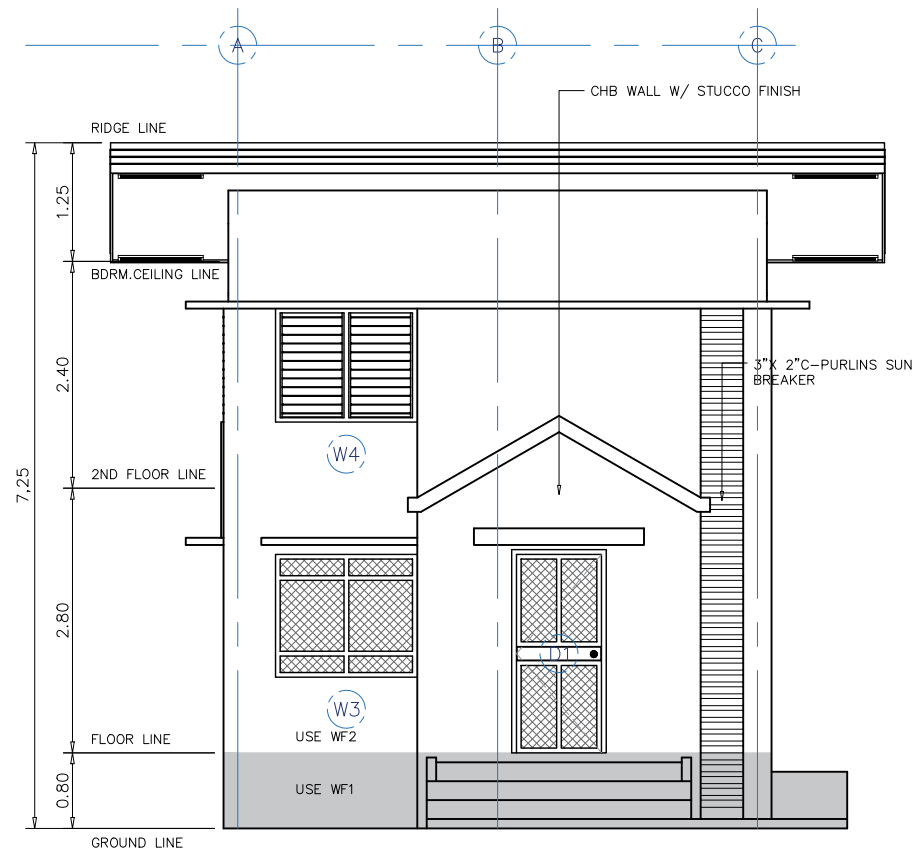 A
B
C
CHB WALL W/ STUCCO FINISH
RIDGE LINE
1.25
BDRM.CEILING LINE
3"X 2"C-PURLINS SUN
BREAKER
2.40
W4
2ND FLOOR LINE
7,25
2.80
D1
W3
USE WF2
FLOOR LINE
USE WF1
0.80
GROUND LINE